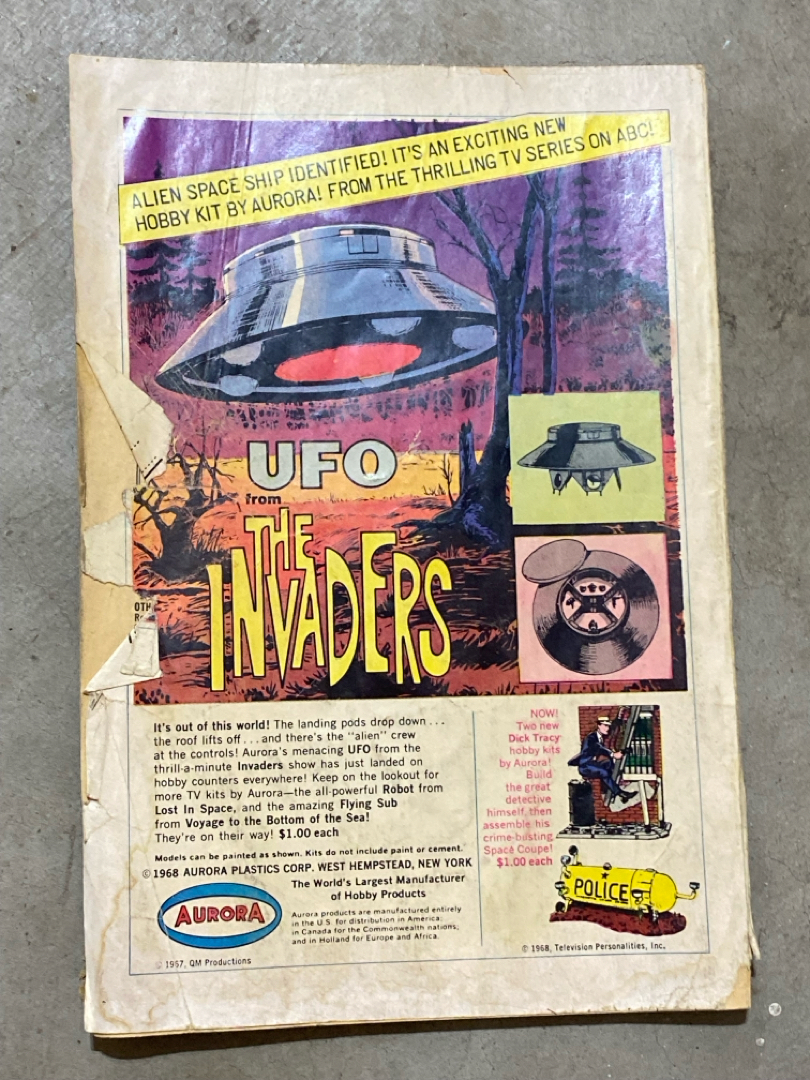 ALIEN SPACE SHIP IDENTIFIED! IT'S AN EXCITING NEW
HOBBY KIT BY AURORA! FROM THE THRILLING TV SERIES ON ABC!
UFO
from
THE
INVADERS
OTH
It's out of this world! The landing pods drop down ...
the roof lifts off ... and there's the "alien" crew
at the controls! Aurora's menacing UFO from the
thrill-a-minute Invaders show has just landed on
hobby counters everywhere! Keep on the lookout for
more TV kits by Aurora—the all-powerful Robot from
Lost In Space, and the amazing Flying Sub
from Voyage to the Bottom of the Sea!
They're on their way! $1.00 each
Models can be painted as shown. Kits do not include paint or cement.
© 1968 AURORA PLASTICS CORP. WEST HEMPSTEAD, NEW YORK
AURORA
The World's Largest Manufacturer
of Hobby Products
Aurora products are manufactured entirely
in the U.S. for distribution in America;
in Canada for the Commonwealth nations;
and in Holland for Europe and Africa.
© 1967, QM Productions
NOW!
Two new
Dick Tracy
hobby kits
by Aurora!
Build
the great
detective
himself, then
assemble his
crime-busting
Space Coupe!
$1.00 each
POLICE
© 1968, Television Personalities, Inc.